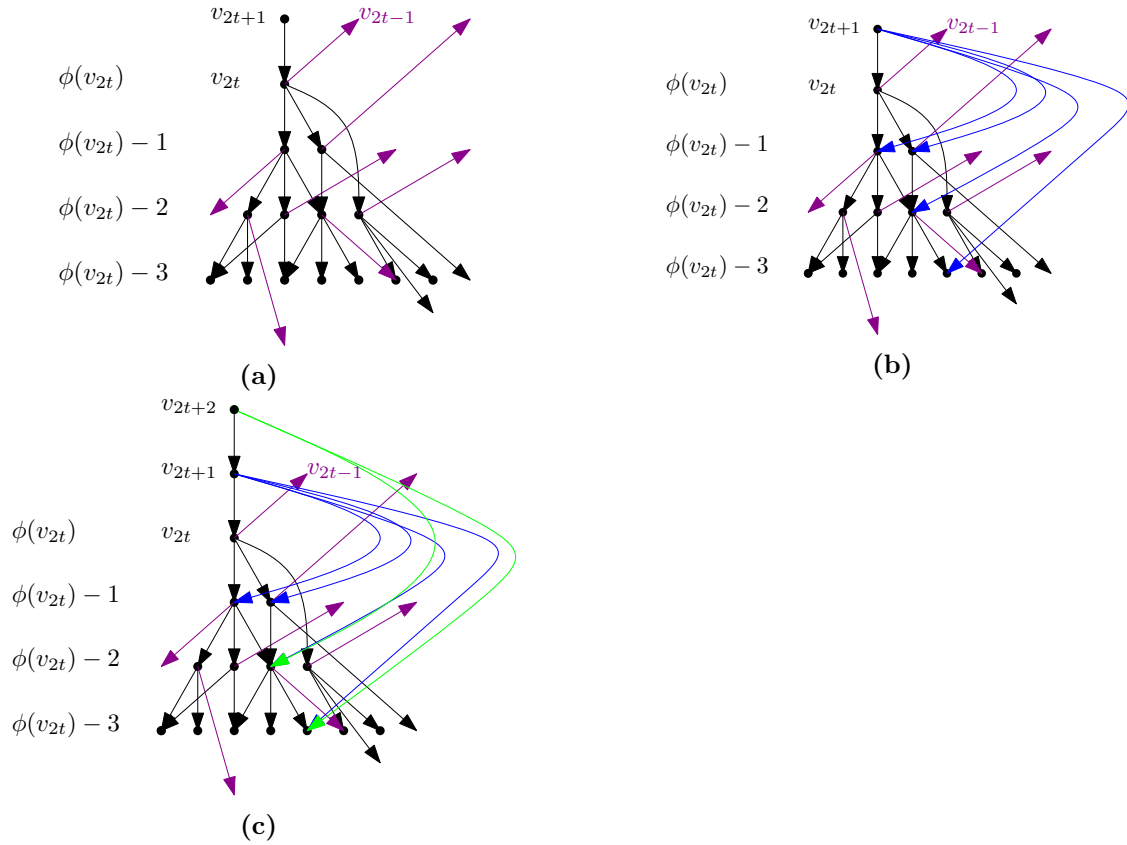 v_{2t+1} v_{2t−1}
ϕ(v_{2t}) v_{2t}
ϕ(v_{2t}) − 1
ϕ(v_{2t}) − 2
ϕ(v_{2t}) − 3
(a)
v_{2t+1} v_{2t−1}
ϕ(v_{2t}) v_{2t}
ϕ(v_{2t}) − 1
ϕ(v_{2t}) − 2
ϕ(v_{2t}) − 3
(b)
v_{2t+2}
v_{2t+1} v_{2t−1}
ϕ(v_{2t}) v_{2t}
ϕ(v_{2t}) − 1
ϕ(v_{2t}) − 2
ϕ(v_{2t}) − 3
(c)